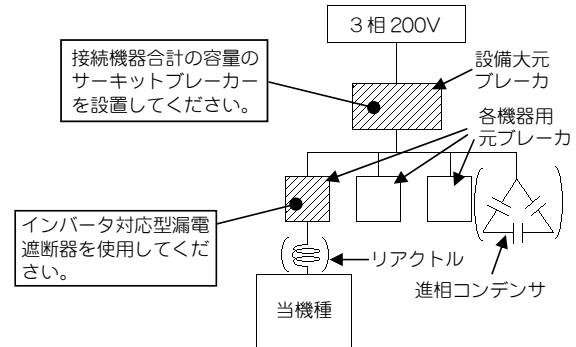 3相200V
接続機器合計の容量の
サーキットブレーカー
を設置してください。
設備大元
ブレーカ
各機器用
元ブレーカ
インバータ対応型漏電
遮断器を使用してくだ
さい。
リアクトル
進相コンデンサ
当機種